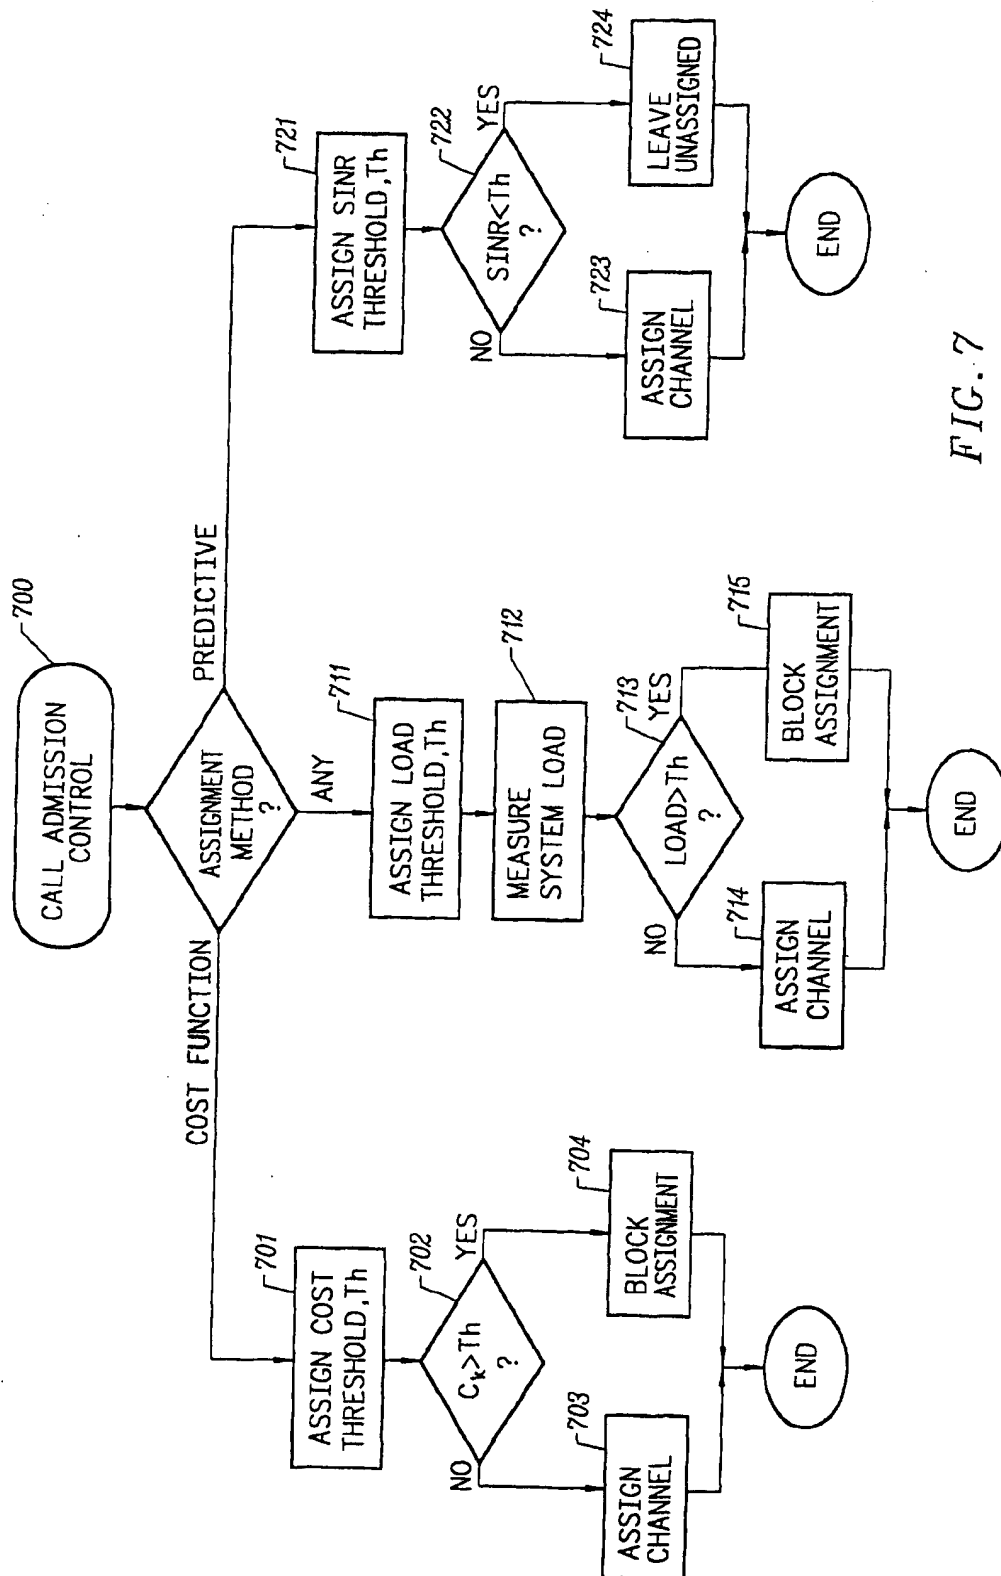 700
CALL ADMISSION
CONTROL
ASSIGNMENT
METHOD
?
COST FUNCTION
ANY
PREDICTIVE
701
ASSIGN COST
THRESHOLD,Th
702
Ck>Th
?
NO
YES
703
ASSIGN
CHANNEL
704
BLOCK
ASSIGNMENT
END
711
ASSIGN LOAD
THRESHOLD,Th
712
MEASURE
SYSTEM LOAD
713
LOAD>Th
?
NO
YES
714
ASSIGN
CHANNEL
715
BLOCK
ASSIGNMENT
END
721
ASSIGN SINR
THRESHOLD,Th
722
SINR<Th
?
NO
YES
723
ASSIGN
CHANNEL
724
LEAVE
UNASSIGNED
END
FIG. 7